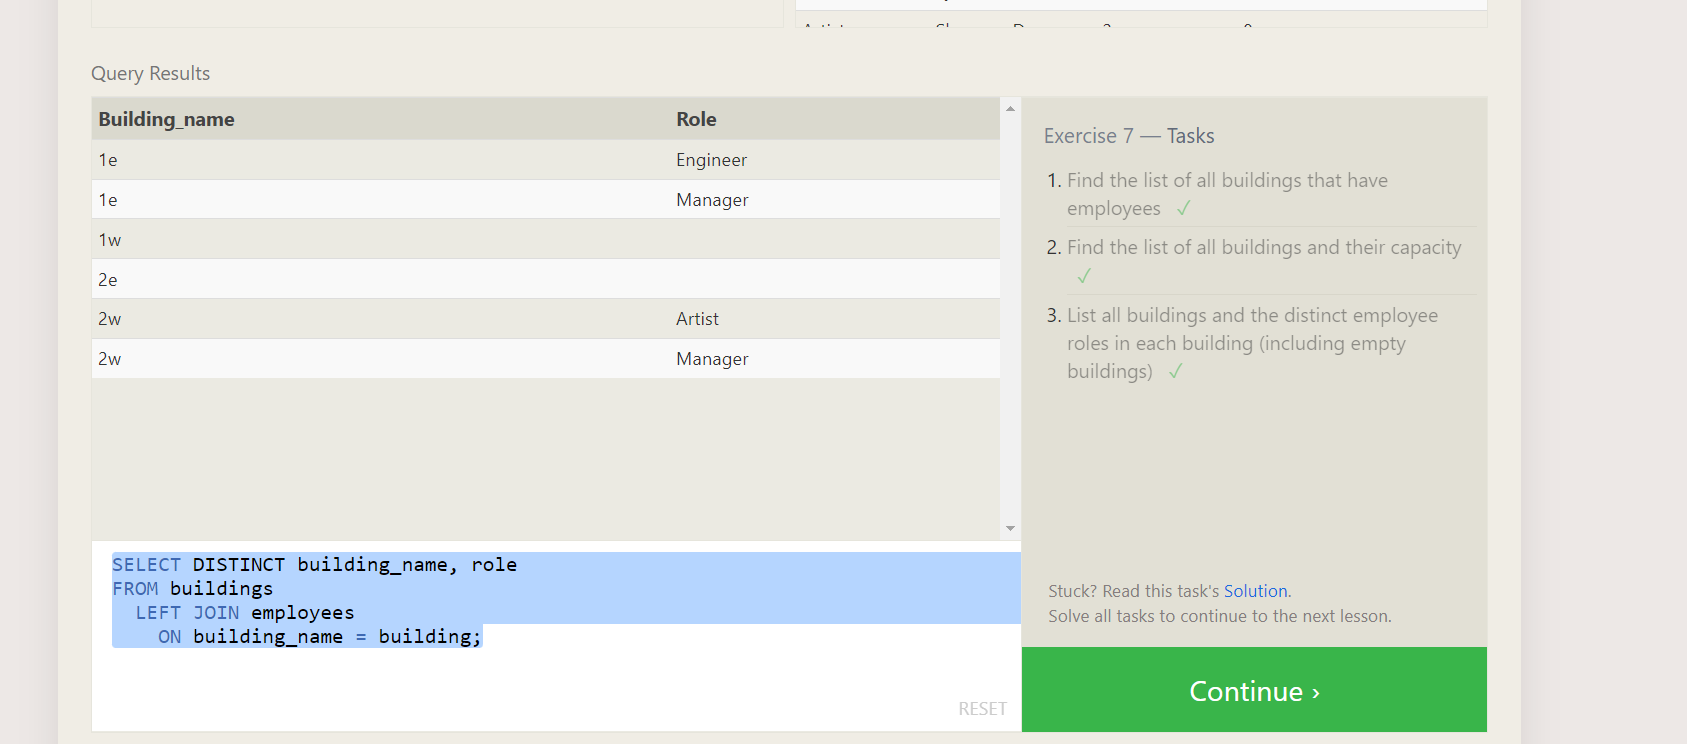 Query Results
Building_name Role
1e Engineer
1e Manager
1w
2e
2w Artist
2w Manager
SELECT DISTINCT building_name, role
FROM buildings
LEFT JOIN employees
ON building_name = building;
RESET
Exercise 7 — Tasks
1. Find the list of all buildings that have
employees ✓
2. Find the list of all buildings and their capacity
✓
3. List all buildings and the distinct employee
roles in each building (including empty
buildings) ✓
Stuck? Read this task's Solution.
Solve all tasks to continue to the next lesson.
Continue ›